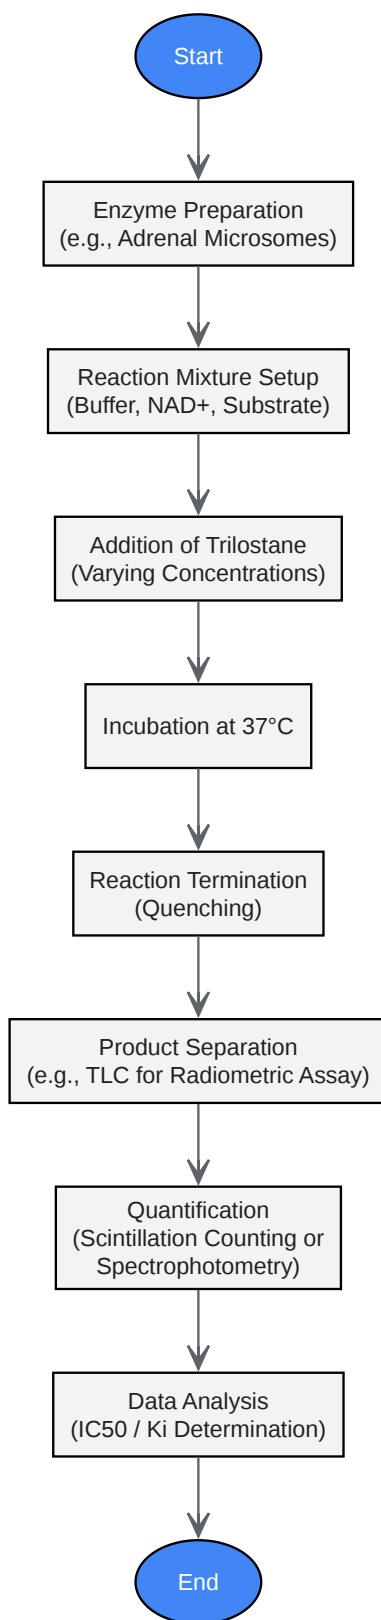 Start
Enzyme Preparation
(e.g., Adrenal Microsomes)
Reaction Mixture Setup
(Buffer, NAD+, Substrate)
Addition of Trilostane
(Varying Concentrations)
Incubation at 37°C
Reaction Termination
(Quenching)
Product Separation
(e.g., TLC for Radiometric Assay)
Quantification
(Scintillation Counting or
Spectrophotometry)
Data Analysis
(IC50 / Ki Determination)
End